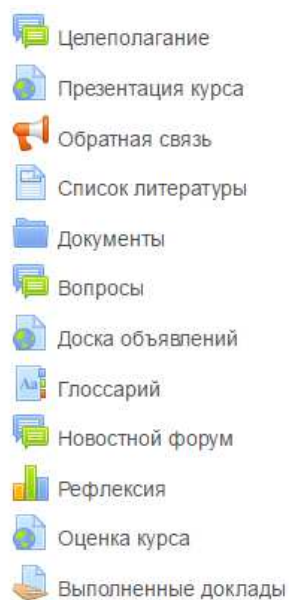 Целеполагание
Презентация курса
Обратная связь
Список литературы
Документы
Вопросы
Доска объявлений
Aa
Глоссарий
Новостной форум
Рефлексия
Оценка курса
Выполненные доклады